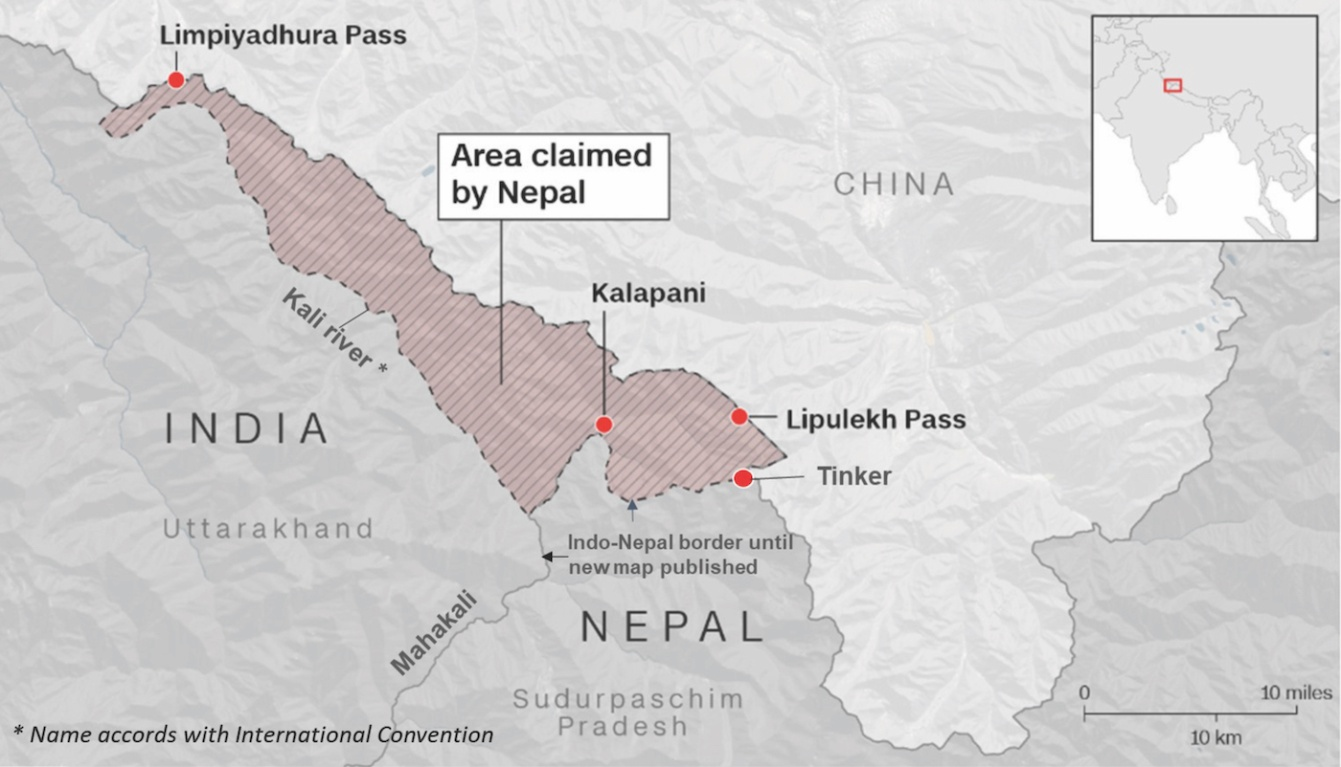 Limpiyadhura Pass
Area claimed
by Nepal
CHINA
Kalapani
Kali river *
INDIA
Lipulekh Pass
Tinker
Uttarakhand
Indo-Nepal border until
new map published
Mahakali
NEPAL
Sudurpaschim
Pradesh
0 10 miles
10 km
* Name accords with International Convention